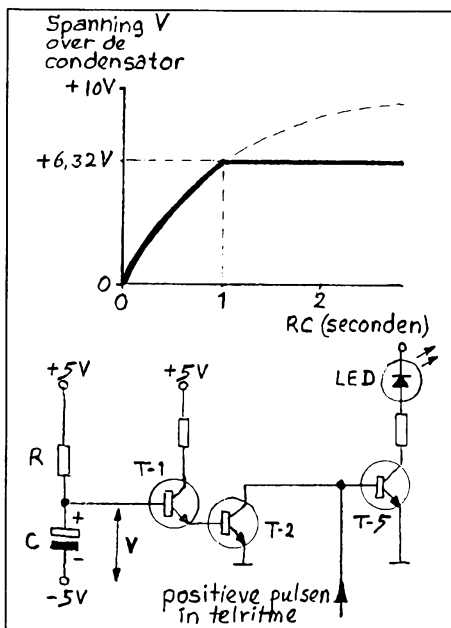 Spanning V
over de
condensator
+10V
+6,32V
0
0
1
2
RC (seconden)
+5V
+5V
LED
R
T-1
C
+
-
V
T-2
T-5
-5V
positieve pulsen
in telritme